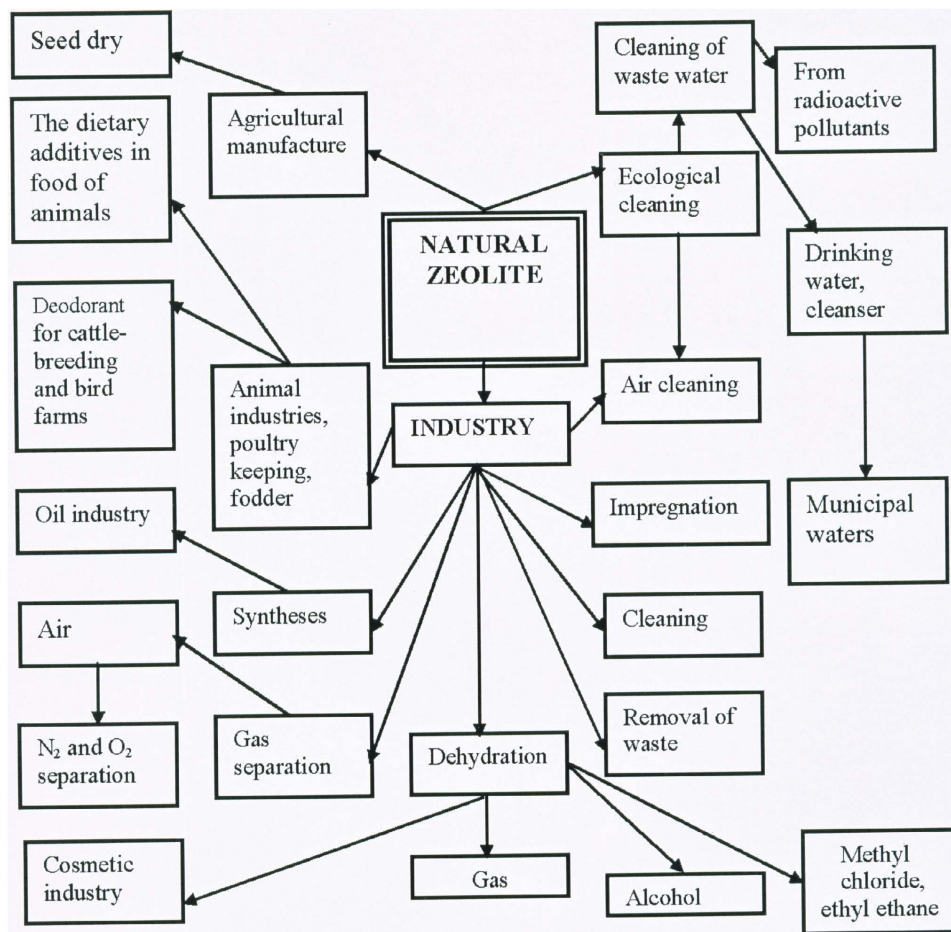 Seed dry
The dietary
additives in
food of
animals
Deodorant
for cattle-
breeding
and bird
farms
Agricultural
manufacture
Animal
industries,
poultry
keeping,
fodder
NATURAL
ZEOLITE
INDUSTRY
Cleaning of
waste water
From
radioactive
pollutants
Ecological
cleaning
Drinking
water,
cleanser
Air cleaning
Municipal
waters
Impregnation
Oil industry
Syntheses
Cleaning
Air
Gas
separation
N₂ and O₂
separation
Dehydration
Removal of
waste
Cosmetic
industry
Gas
Alcohol
Methyl
chloride,
ethyl ethane